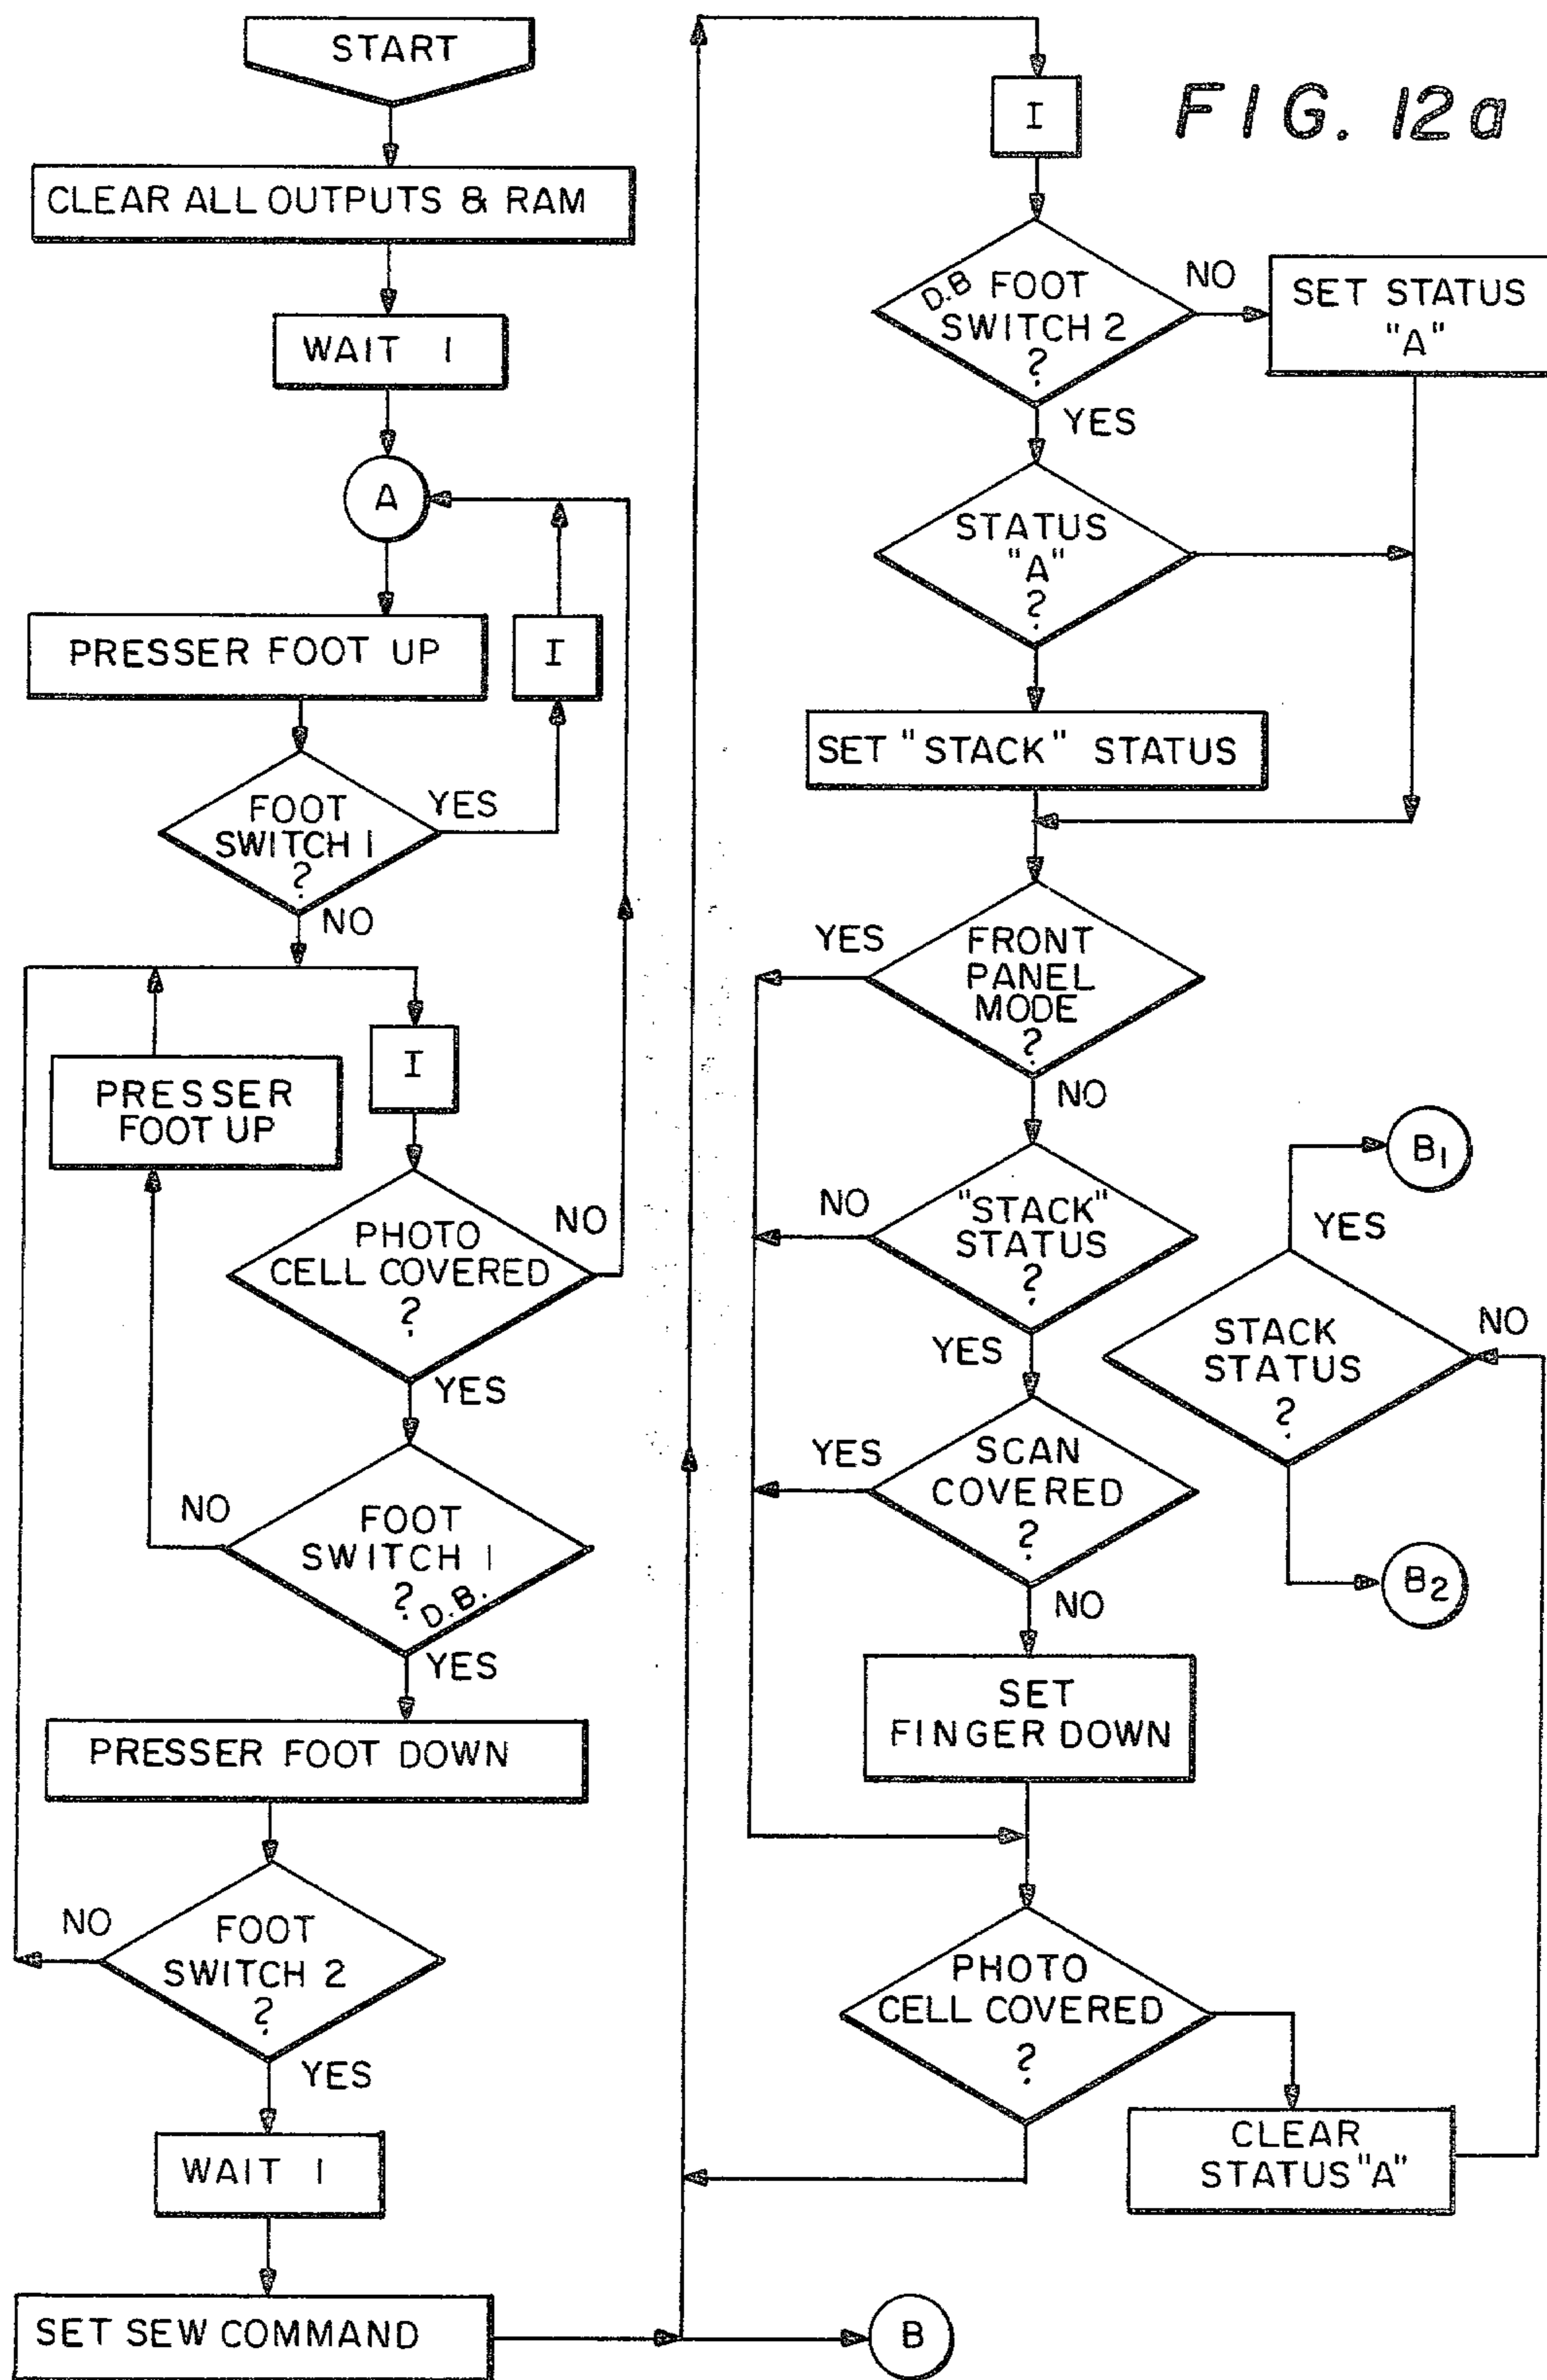 FIG. 12a
START
CLEAR ALL OUTPUTS & RAM
WAIT 1
A
PRESSER FOOT UP
I
FOOT
SWITCH 1
?
YES
NO
I
PRESSER
FOOT UP
PHOTO
CELL COVERED
?
NO
YES
FOOT
SWITCH 1
? D.B.
NO
YES
PRESSER FOOT DOWN
FOOT
SWITCH 2
?
NO
YES
WAIT 1
SET SEW COMMAND
B
I
D.B FOOT
SWITCH 2
?
NO
SET STATUS
"A"
YES
STATUS
"A"
?
SET "STACK" STATUS
FRONT
PANEL
MODE
?
YES
NO
"STACK"
STATUS
?
NO
YES
SCAN
COVERED
?
YES
NO
SET
FINGER DOWN
PHOTO
CELL COVERED
?
CLEAR
STATUS "A"
STACK
STATUS
?
NO
YES
B1
B2